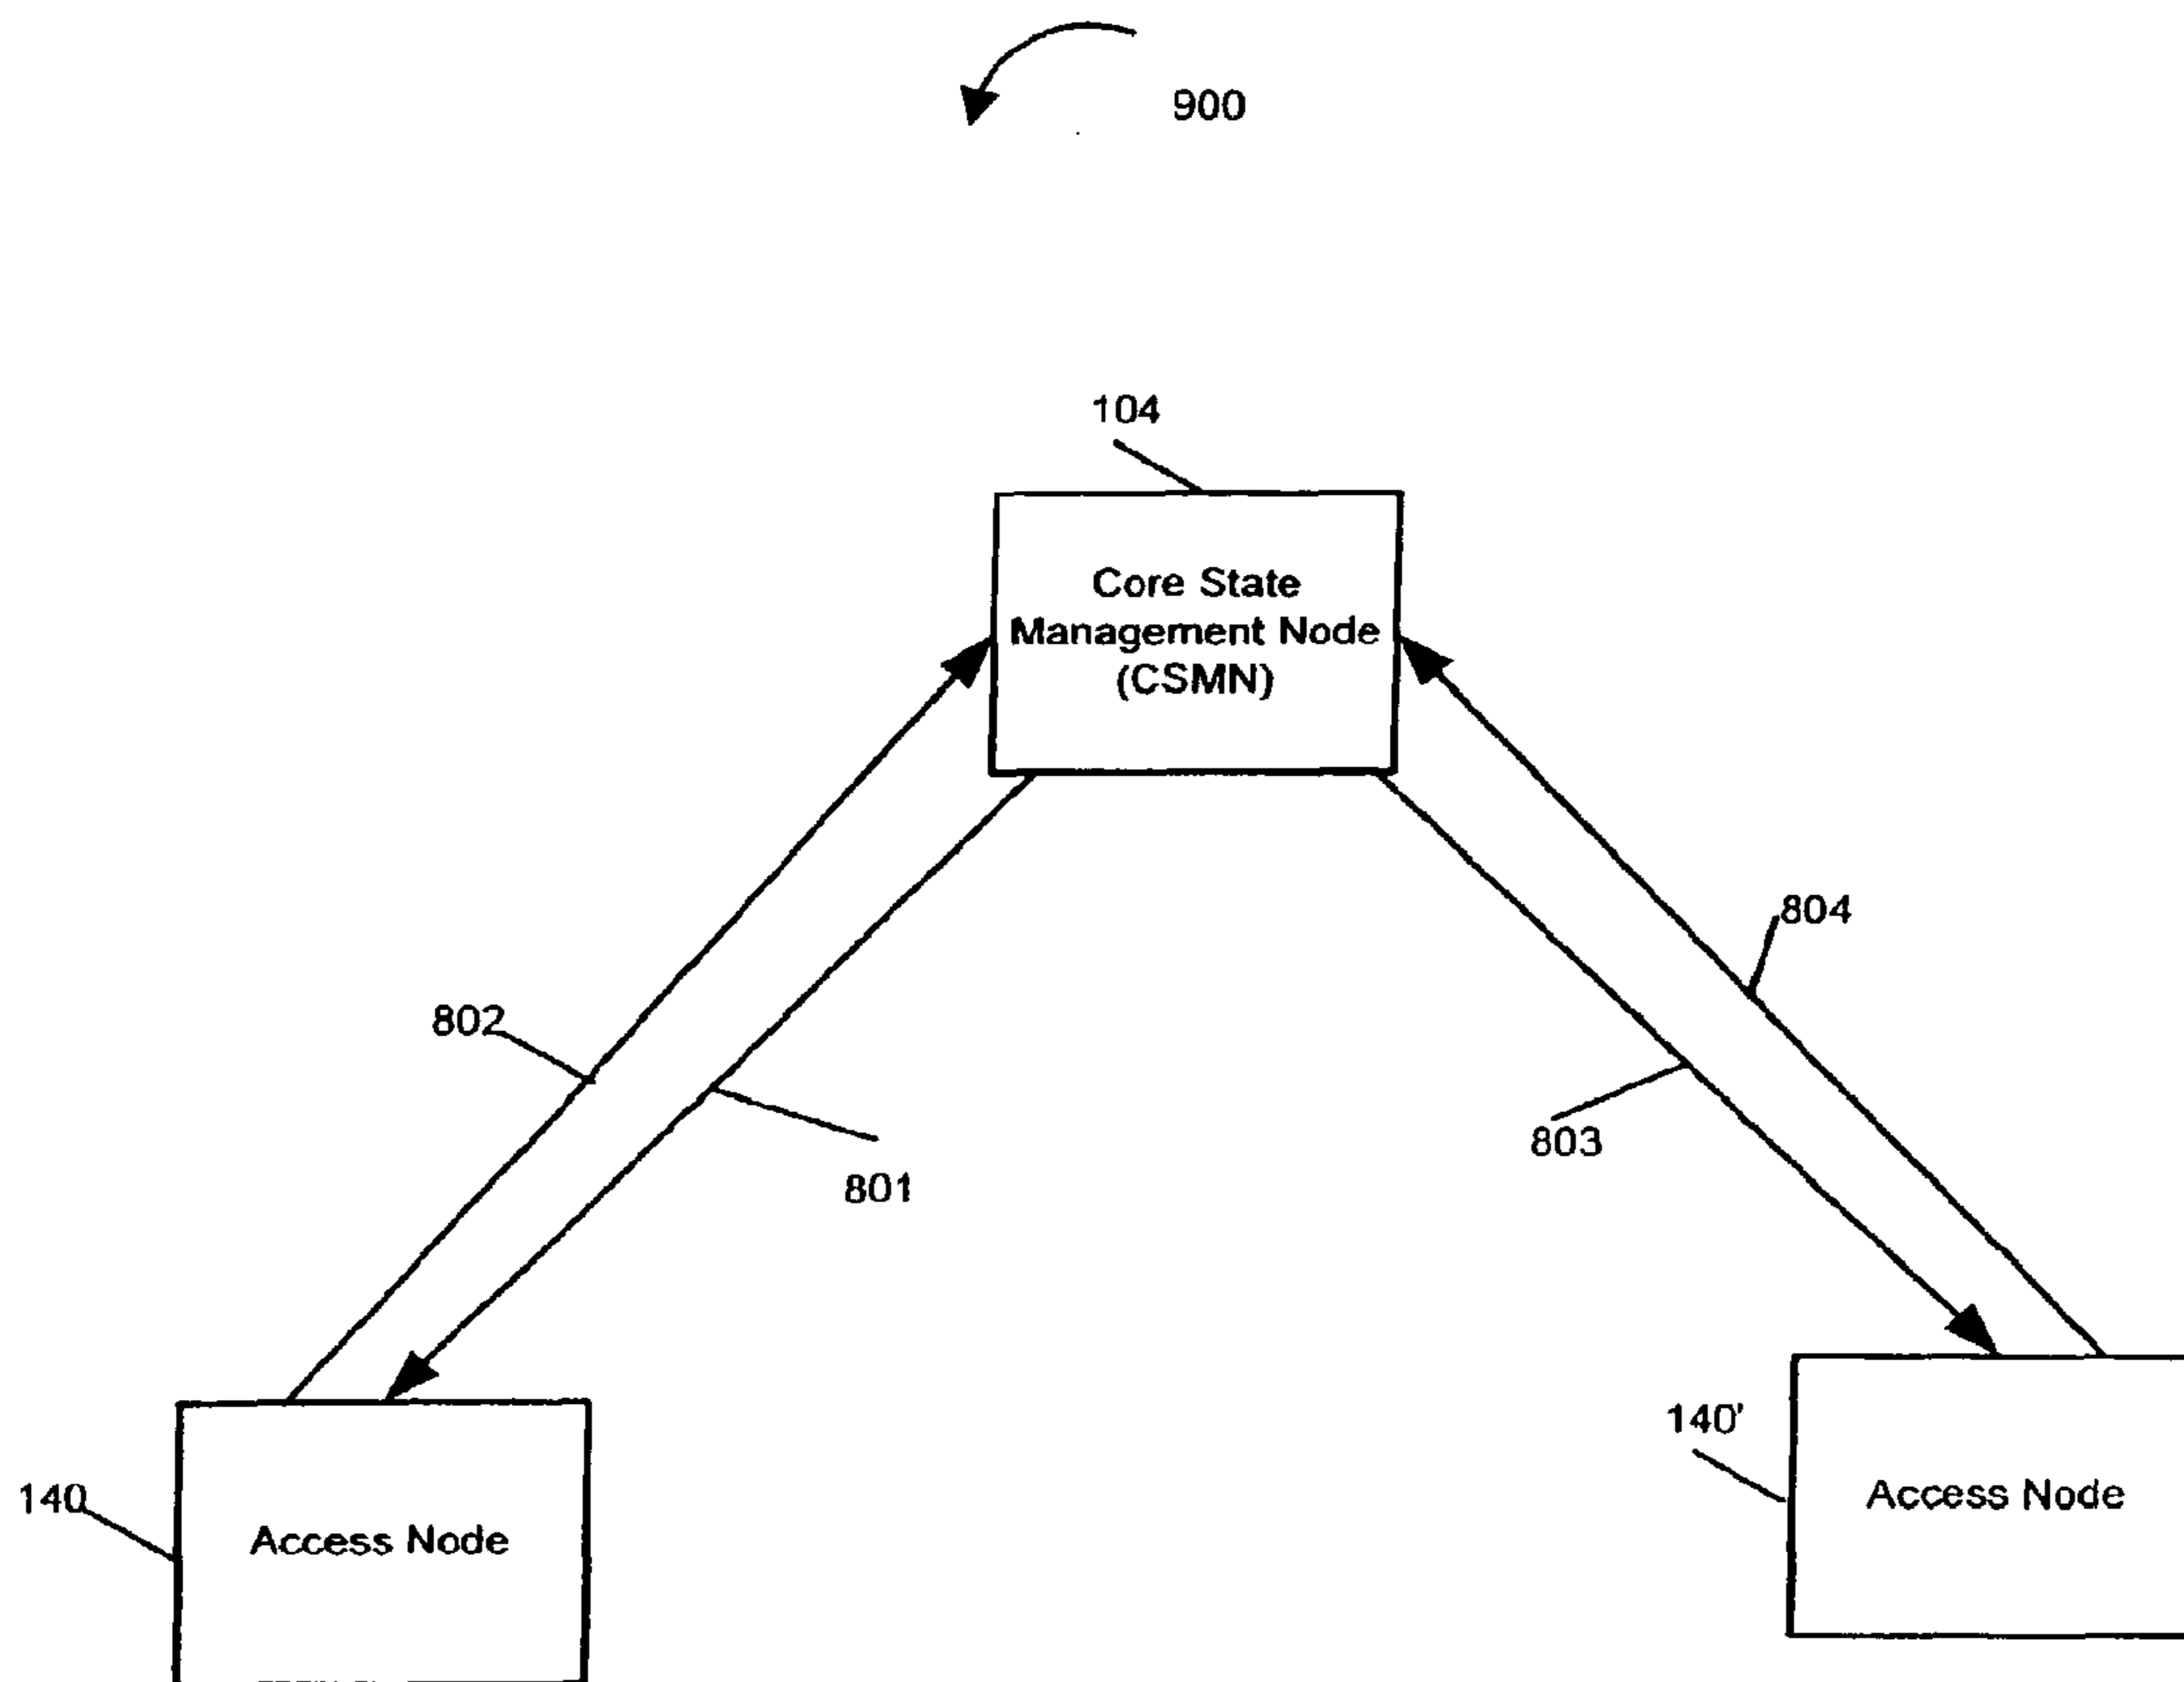 900
104
Core State
Management Node
(CSMN)
804
802
803
801
140'
Access Node
140
Access Node